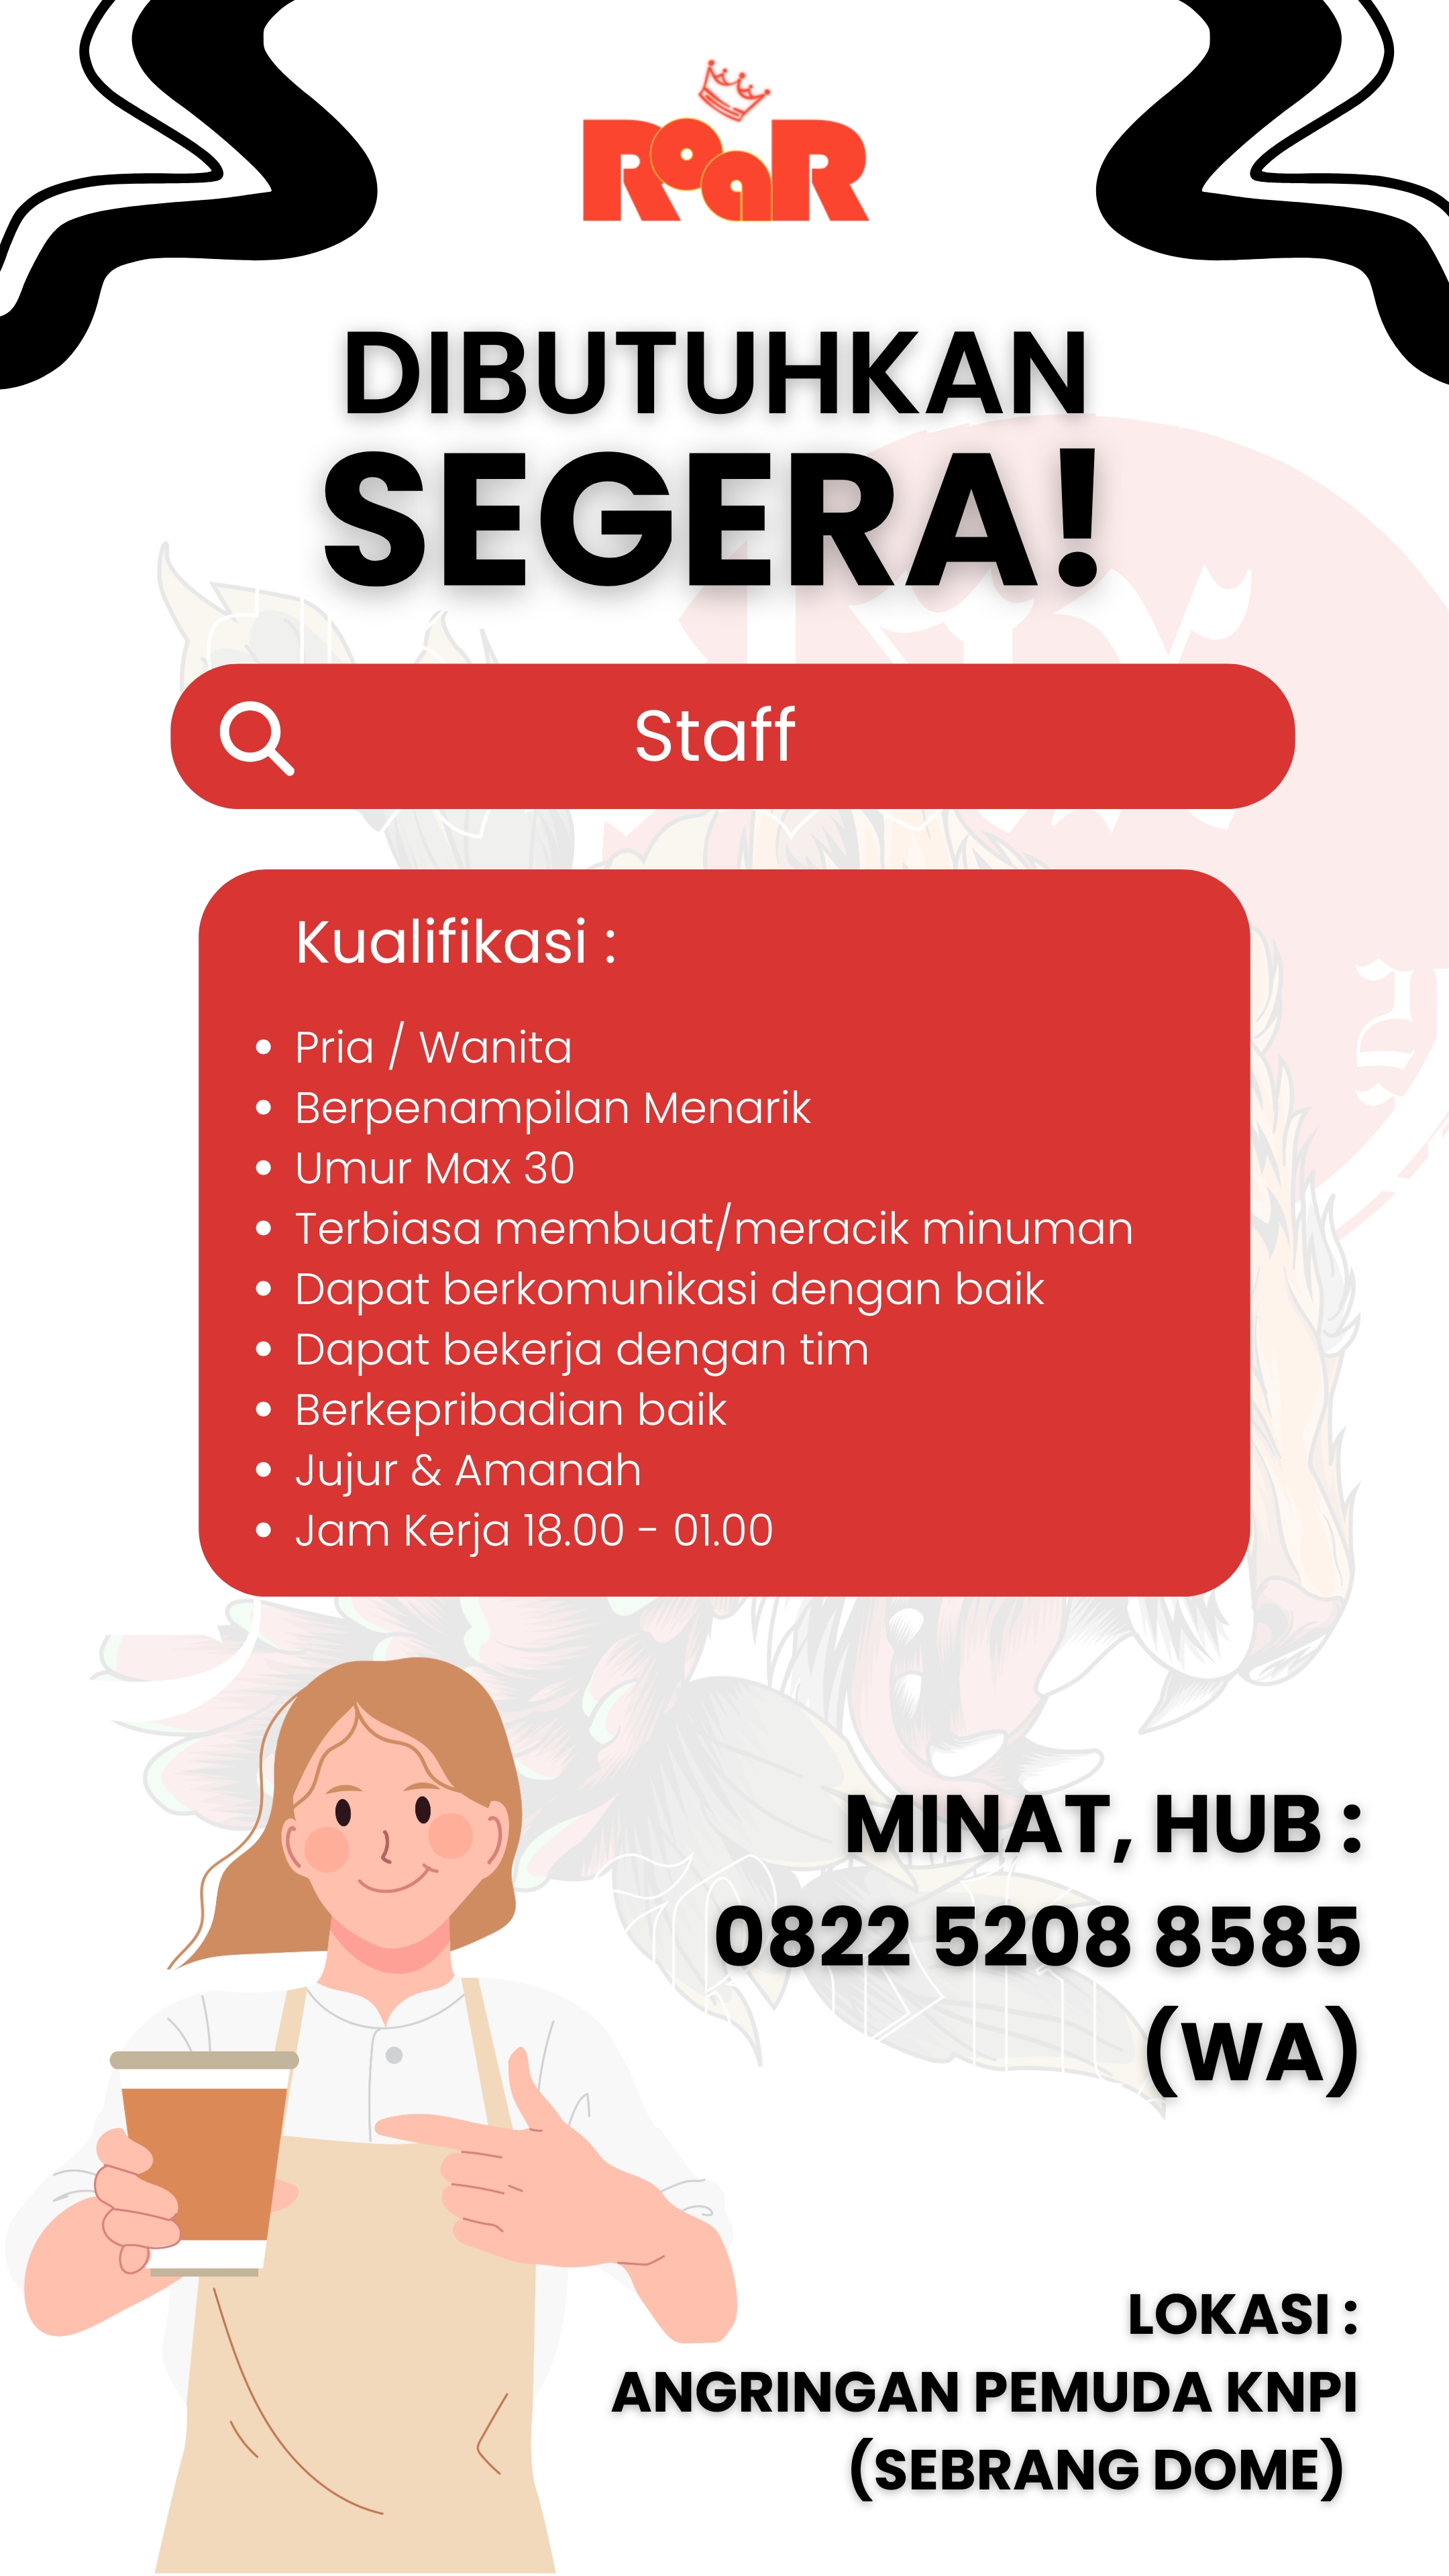 ROAR
DIBUTUHKAN
SEGERA!
Staff
Kualifikasi :
• Pria / Wanita
• Berpenampilan Menarik
• Umur Max 30
• Terbiasa membuat/meracik minuman
• Dapat berkomunikasi dengan baik
• Dapat bekerja dengan tim
• Berkepribadian baik
• Jujur & Amanah
• Jam Kerja 18.00 - 01.00
MINAT, HUB :
0822 5208 8585
(WA)
LOKASI :
ANGRINGAN PEMUDA KNPI
(SEBRANG DOME)